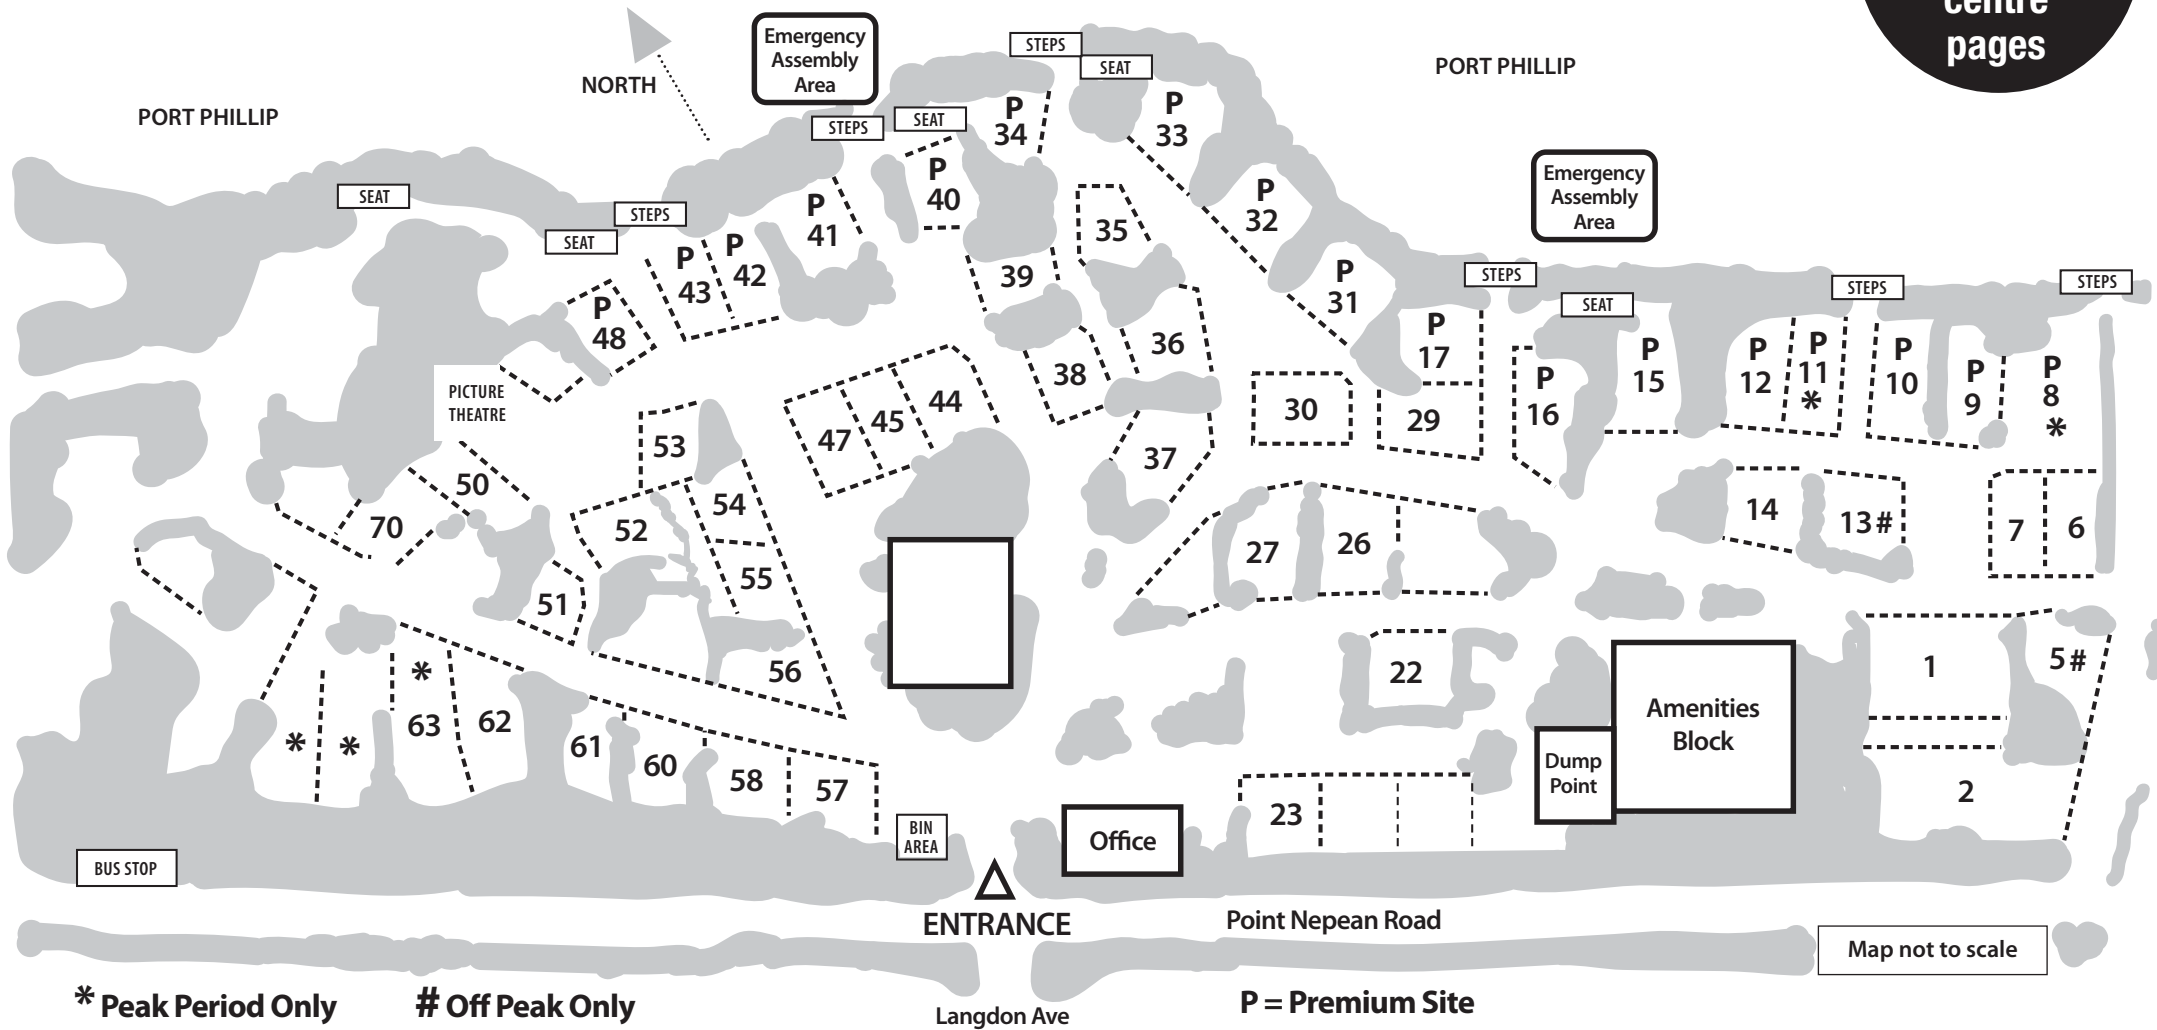 centre
pages
Emergency
Assembly
Area
STEPS
SEAT
PORT PHILLIP
NORTH
PORT PHILLIP
STEPS
SEAT
P
34
P
33
P
40
Emergency
Assembly
Area
SEAT
STEPS
SEAT
P
41
P
42
P
43
P
48
35
39
36
38
P
32
P
31
STEPS
SEAT
STEPS
STEPS
P
17
P
16
P
15
P
12
P
11
*
P
10
P
9
P
8
*
PICTURE
THEATRE
53
47
45
44
37
30
29
50
70
52
54
55
51
56
27
26
14
13#
7
6
*
*
*
63
62
61
60
58
57
22
23
1
5#
2
Amenities
Block
Dump
Point
BIN
AREA
Office
BUS STOP
ENTRANCE
Point Nepean Road
Map not to scale
* Peak Period Only
# Off Peak Only
Langdon Ave
P = Premium Site